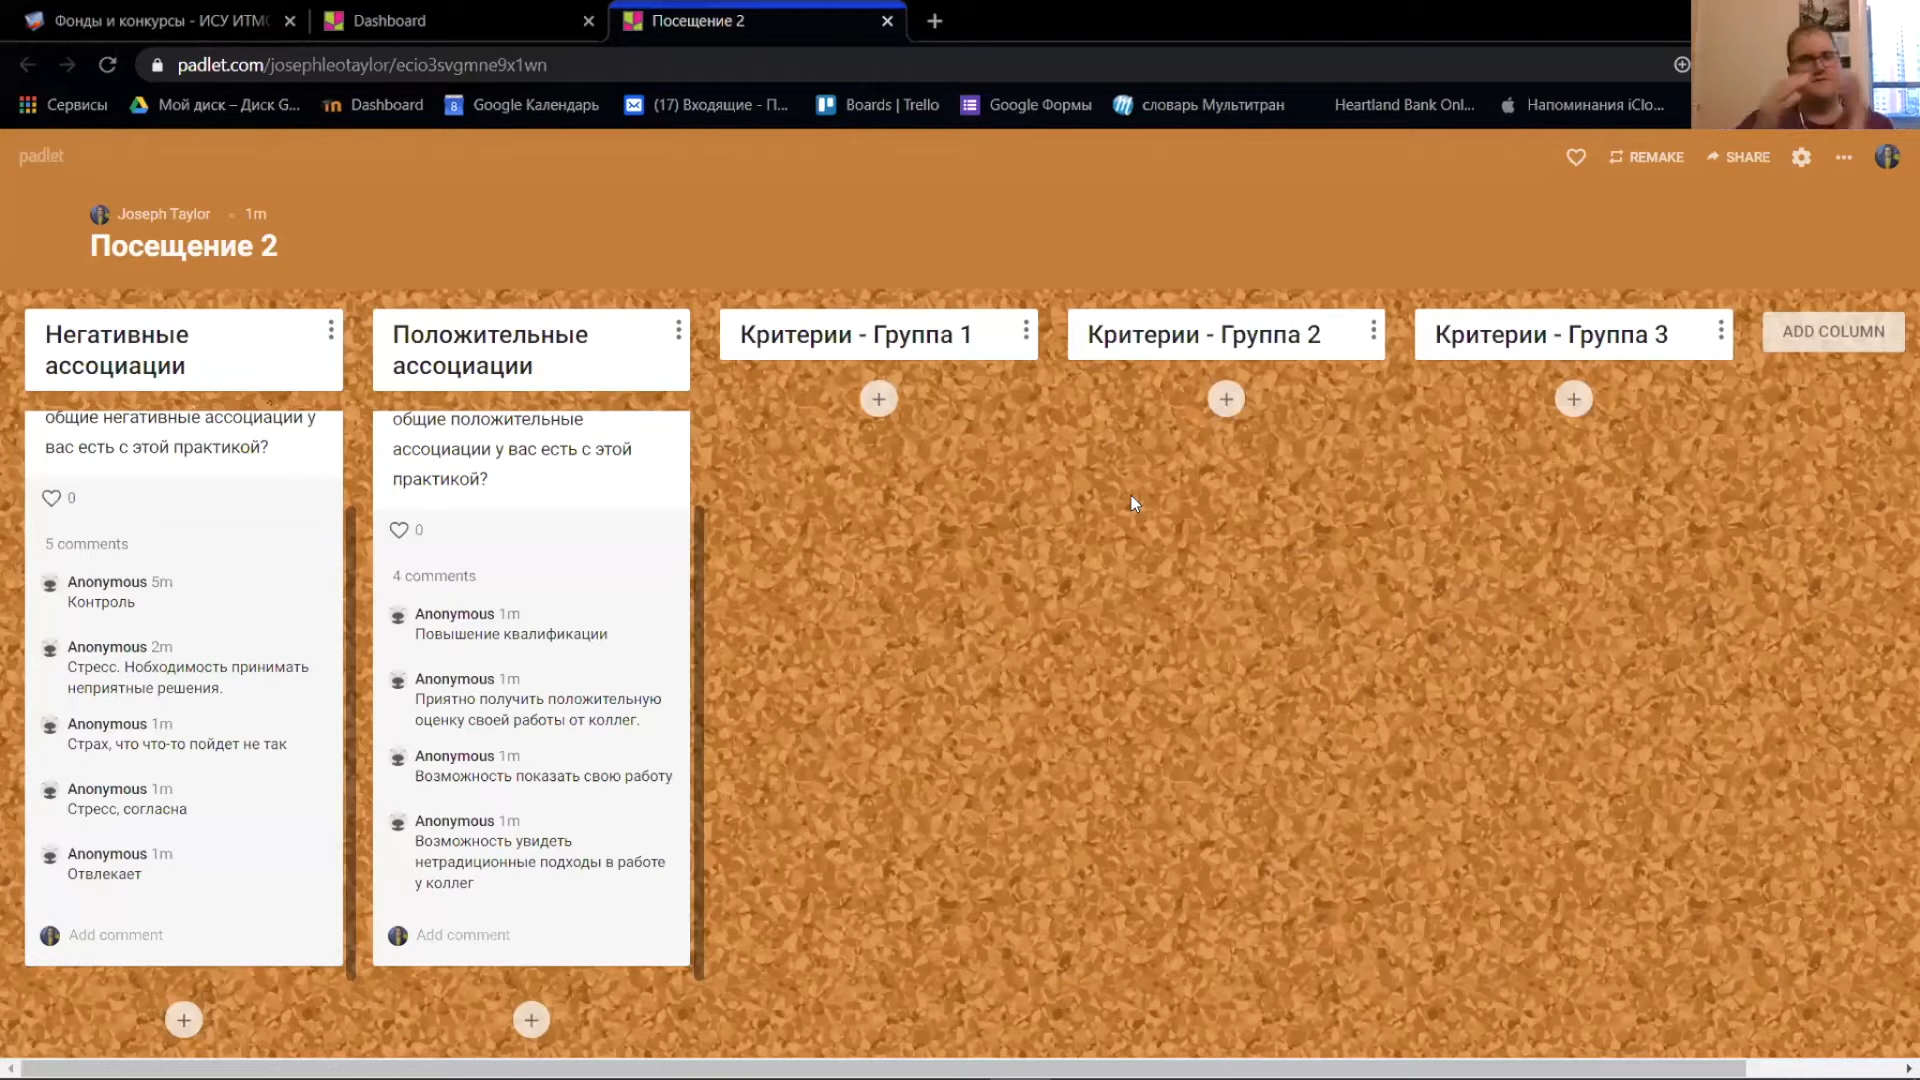 Фонды и конкурсы - ИСУ ИТМО
Dashboard
Посещение 2
padlet.com/josephleotaylor/ecio3svgmne9x1wn
Сервисы
Мой диск – Диск G...
Dashboard
Google Календарь
(17) Входящие - П...
Boards | Trello
Google Формы
словарь Мультитран
Heartland Bank Onl...
Напоминания iClo...
padlet
REMAKE
SHARE
Joseph Taylor • 1m
Посещение 2
Негативные
ассоциации
общие негативные ассоциации у
вас есть с этой практикой?
0
5 comments
Anonymous 5m
Контроль
Anonymous 2m
Стресс. Нобходимость принимать
неприятные решения.
Anonymous 1m
Страх, что что-то пойдет не так
Anonymous 1m
Стресс, согласна
Anonymous 1m
Отвлекает
Add comment
Положительные
ассоциации
общие положительные
ассоциации у вас есть с этой
практикой?
0
4 comments
Anonymous 1m
Повышение квалификации
Anonymous 1m
Приятно получить положительную
оценку своей работы от коллег.
Anonymous 1m
Возможность показать свою работу
Anonymous 1m
Возможность увидеть
нетрадиционные подходы в работе
у коллег
Add comment
Критерии - Группа 1
Критерии - Группа 2
Критерии - Группа 3
ADD COLUMN